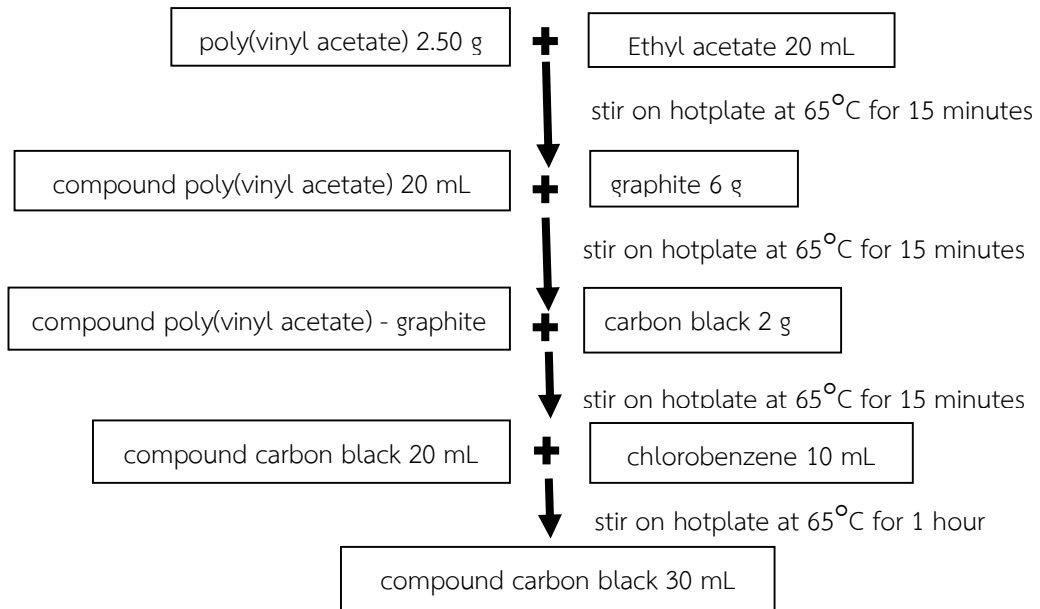 poly(vinyl acetate) 2.50 g + Ethyl acetate 20 mL
stir on hotplate at 65°C for 15 minutes
compound poly(vinyl acetate) 20 mL + graphite 6 g
stir on hotplate at 65°C for 15 minutes
compound poly(vinyl acetate) - graphite + carbon black 2 g
stir on hotplate at 65°C for 15 minutes
compound carbon black 20 mL + chlorobenzene 10 mL
stir on hotplate at 65°C for 1 hour
compound carbon black 30 mL